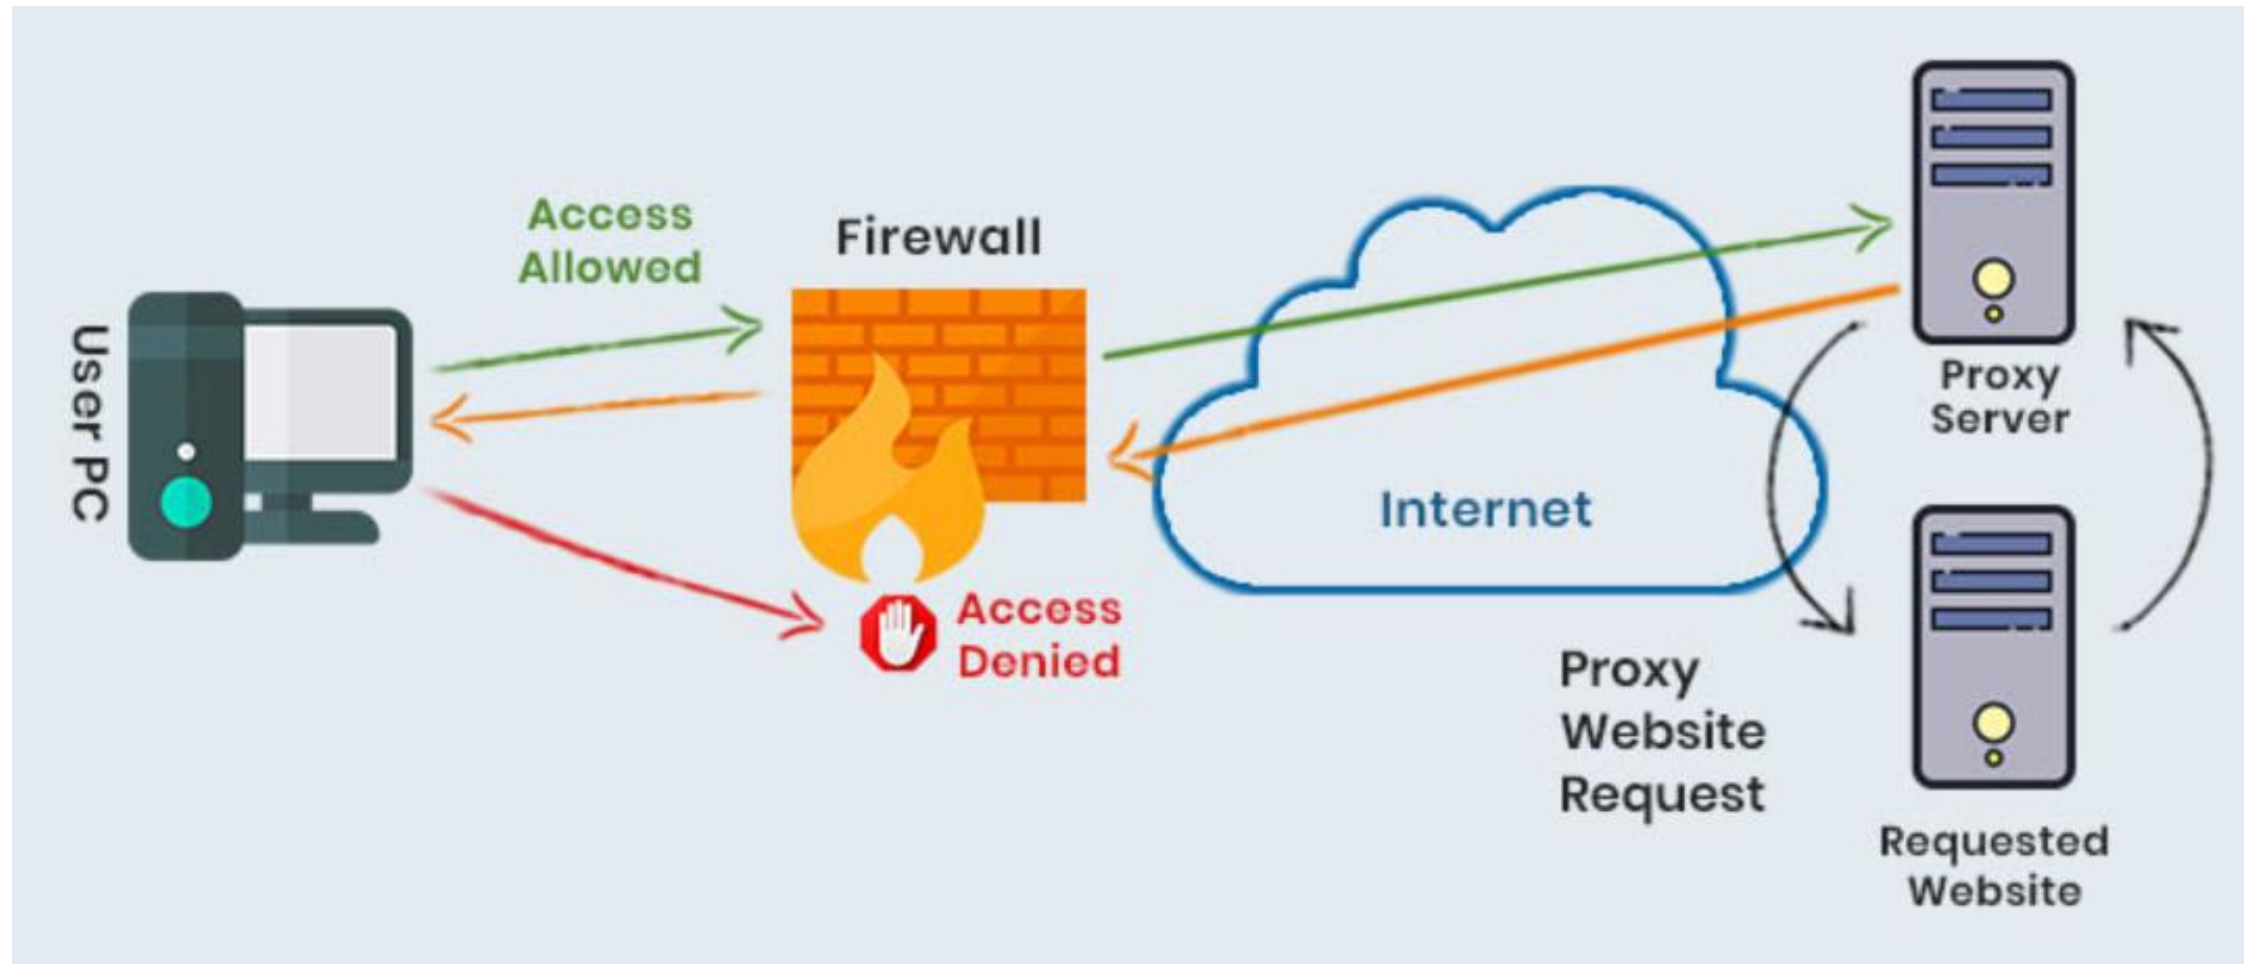 User PC
Access
Allowed
Firewall
Access
Denied
Internet
Proxy
Server
Proxy
Website
Request
Requested
Website